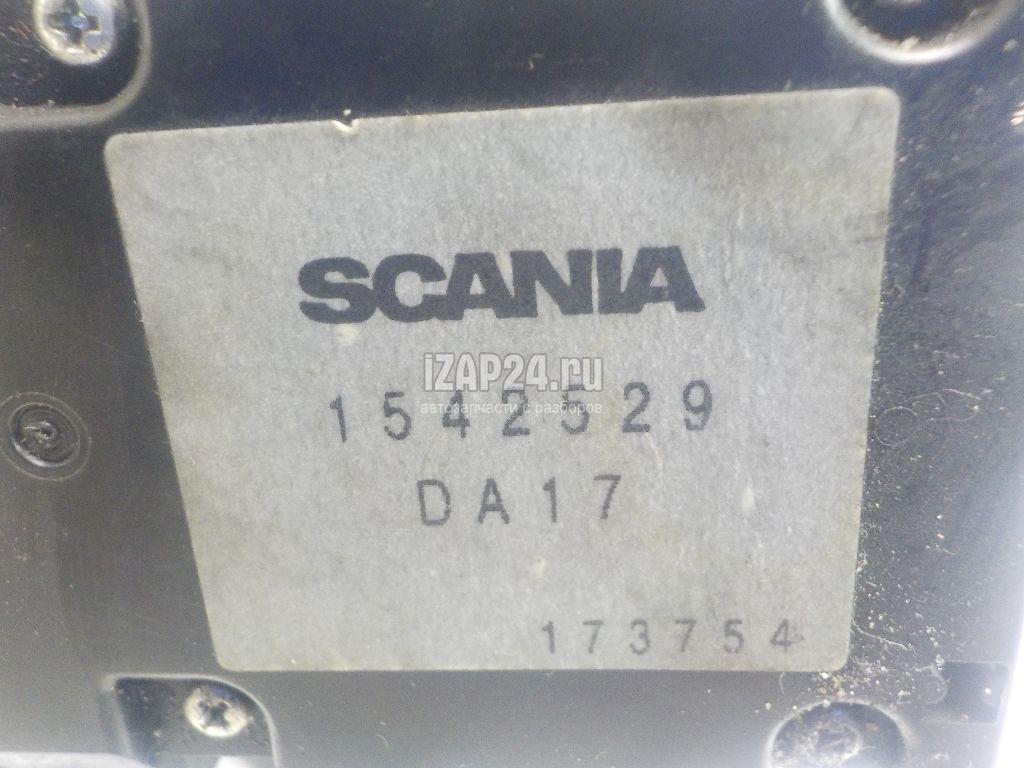 SCANIA
iZAP24.ru
автозапчасти с разборов
1542529
DA17
173754